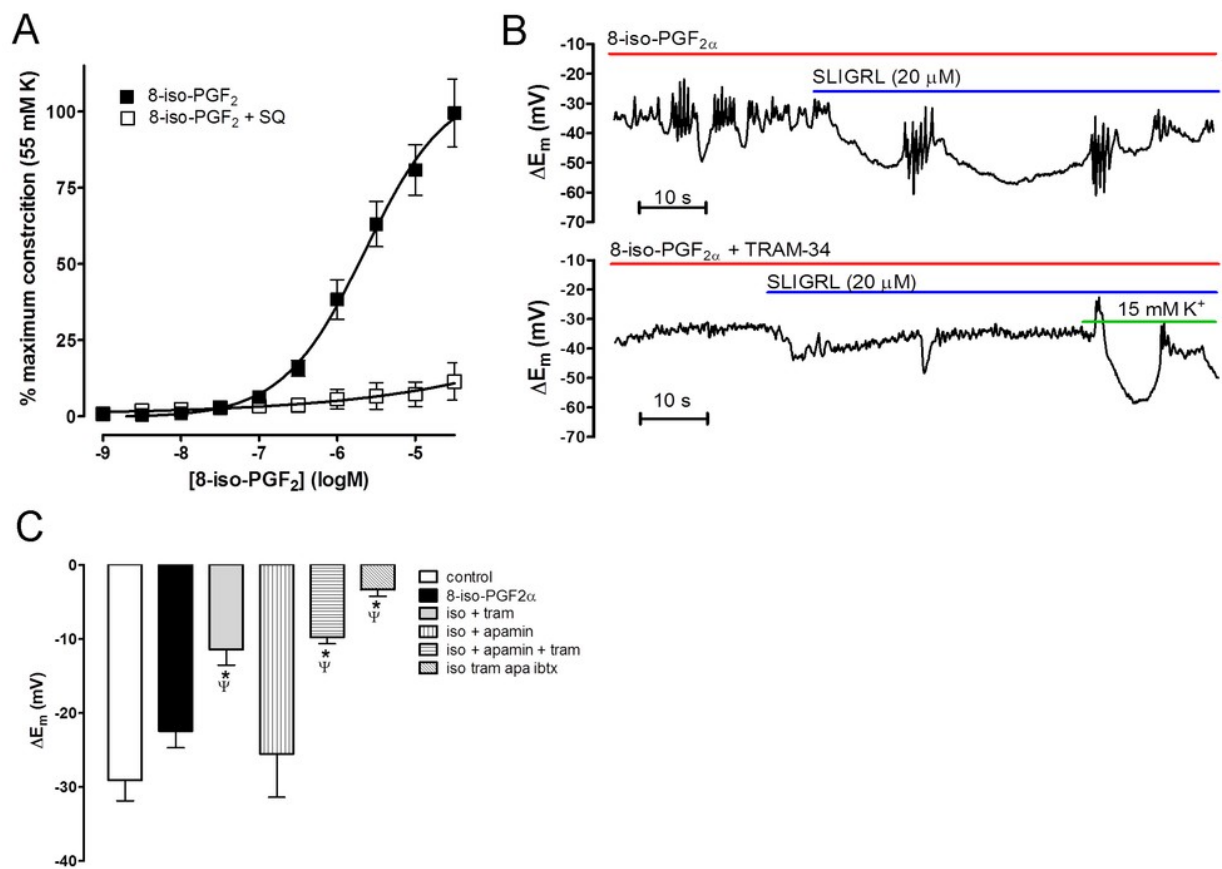 A
% maximum constrcition (55 mM K)
100
75
50
25
0
8-iso-PGF2
8-iso-PGF2 + SQ
-9 -8 -7 -6 -5
[8-iso-PGF2] (logM)
B
8-iso-PGF2α
SLIGRL (20 μM)
ΔEm (mV)
-10
-20
-30
-40
-50
-60
-70
10 s
8-iso-PGF2α + TRAM-34
SLIGRL (20 μM)
15 mM K+
ΔEm (mV)
-10
-20
-30
-40
-50
-60
-70
10 s
C
ΔEm (mV)
0
-10
-20
-30
-40
*
Ψ
*
Ψ
*
Ψ
control
8-iso-PGF2α
iso + tram
iso + apamin
iso + apamin + tram
iso tram apa ibtx